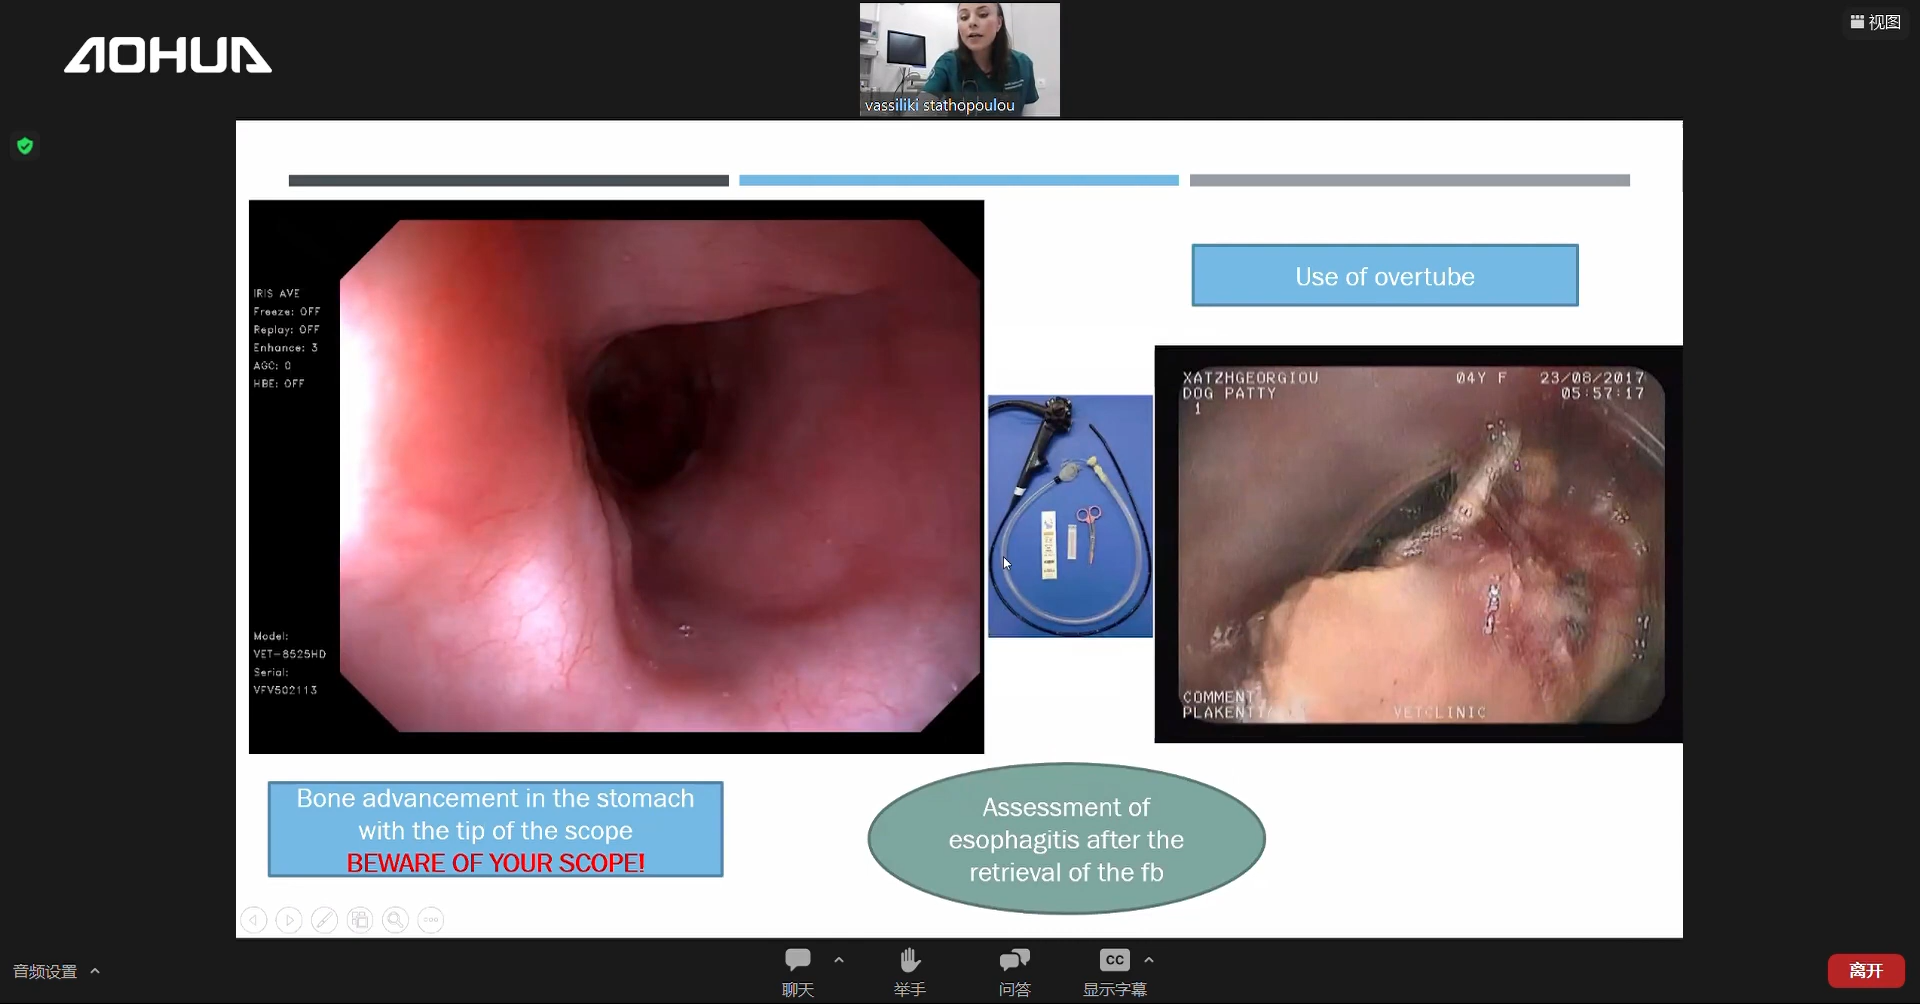 AOHUA
视图
vassiliki stathopoulou
IRIS AVE
Freeze: OFF
Replay: OFF
Enhance: 3
AGC: 0
HBE: OFF
Model:
VET-8525HD
Serial:
VFV502113
Use of overtube
XATZHGEORGIOU 04Y F 23/08/2017
DOG PATTY 05:57:17
1
COMMENT
PLAKENTI VETCLINIC
Bone advancement in the stomach
with the tip of the scope
BEWARE OF YOUR SCOPE!
Assessment of
esophagitis after the
retrieval of the fb
音频设置
聊天
举手
问答
CC
显示字幕
离开